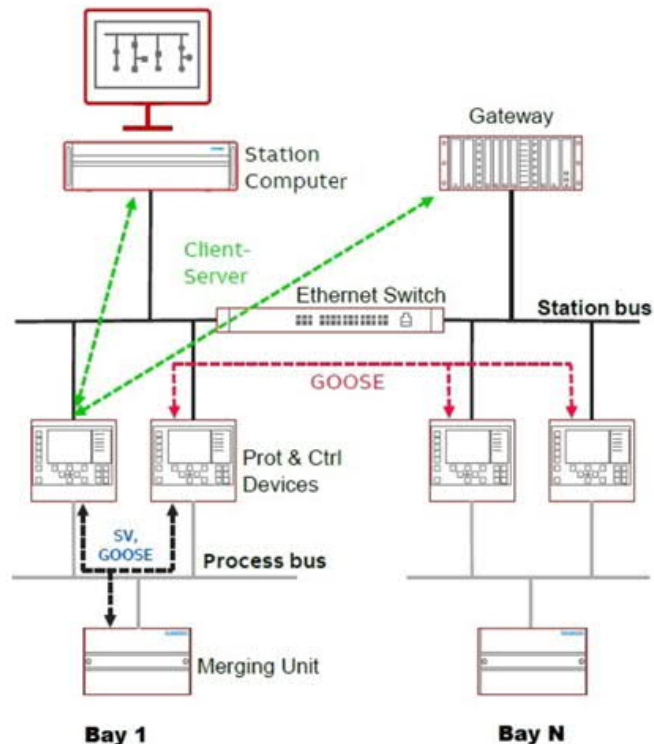 Gateway
Station
Computer
Client-
Server
Ethernet Switch
Station bus
GOOSE
Prot & Ctrl
Devices
SV,
GOOSE
Process bus
Merging Unit
Bay 1
Bay N